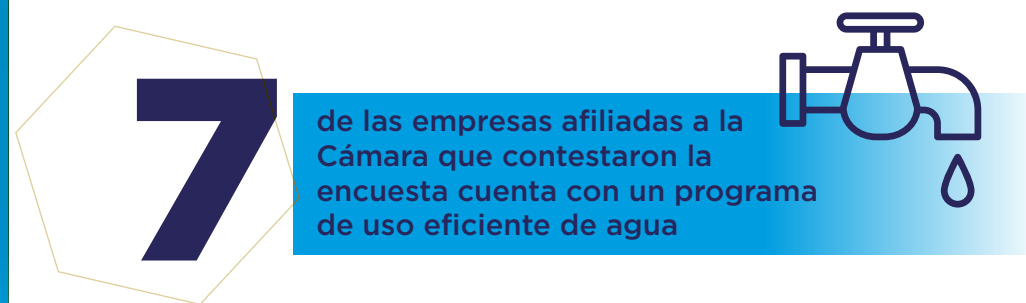 7
de las empresas afiliadas a la
Cámara que contestaron la
encuesta cuenta con un programa
de uso eficiente de agua